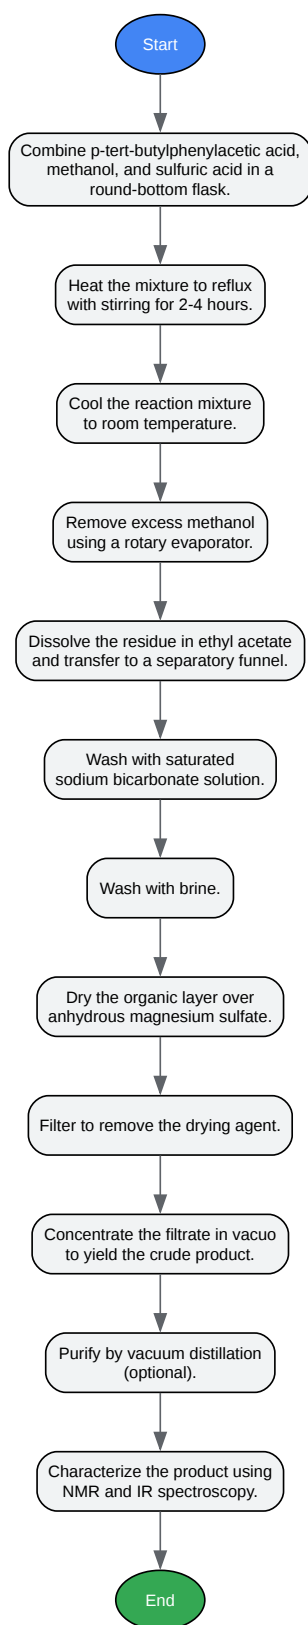 Start
Combine p-tert-butylphenylacetic acid,
methanol, and sulfuric acid in a
round-bottom flask.
Heat the mixture to reflux
with stirring for 2-4 hours.
Cool the reaction mixture
to room temperature.
Remove excess methanol
using a rotary evaporator.
Dissolve the residue in ethyl acetate
and transfer to a separatory funnel.
Wash with saturated
sodium bicarbonate solution.
Wash with brine.
Dry the organic layer over
anhydrous magnesium sulfate.
Filter to remove the drying agent.
Concentrate the filtrate in vacuo
to yield the crude product.
Purify by vacuum distillation
(optional).
Characterize the product using
NMR and IR spectroscopy.
End